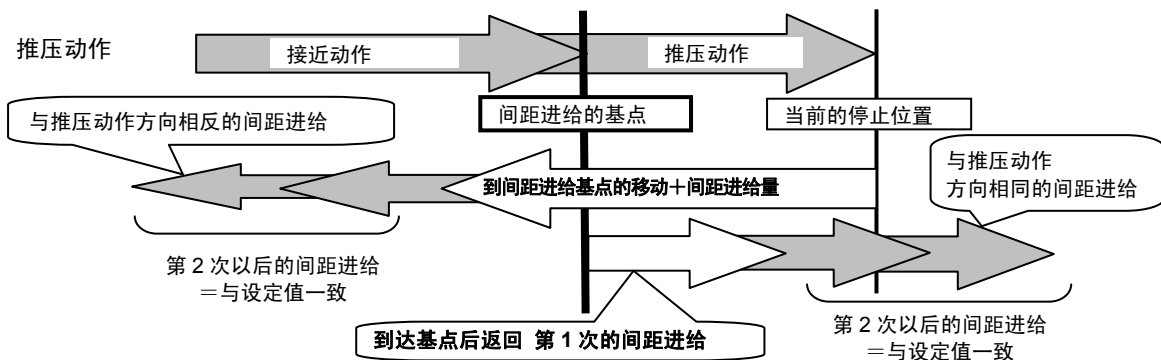 推压动作
接近动作
推压动作
间距进给的基点
当前的停止位置
与推压动作方向相反的间距进给
与推压动作
方向相同的间距进给
到间距进给基点的移动＋间距进给量
第 2 次以后的间距进给
＝与设定值一致
到达基点后返回 第 1 次的间距进给
第 2 次以后的间距进给
＝与设定值一致